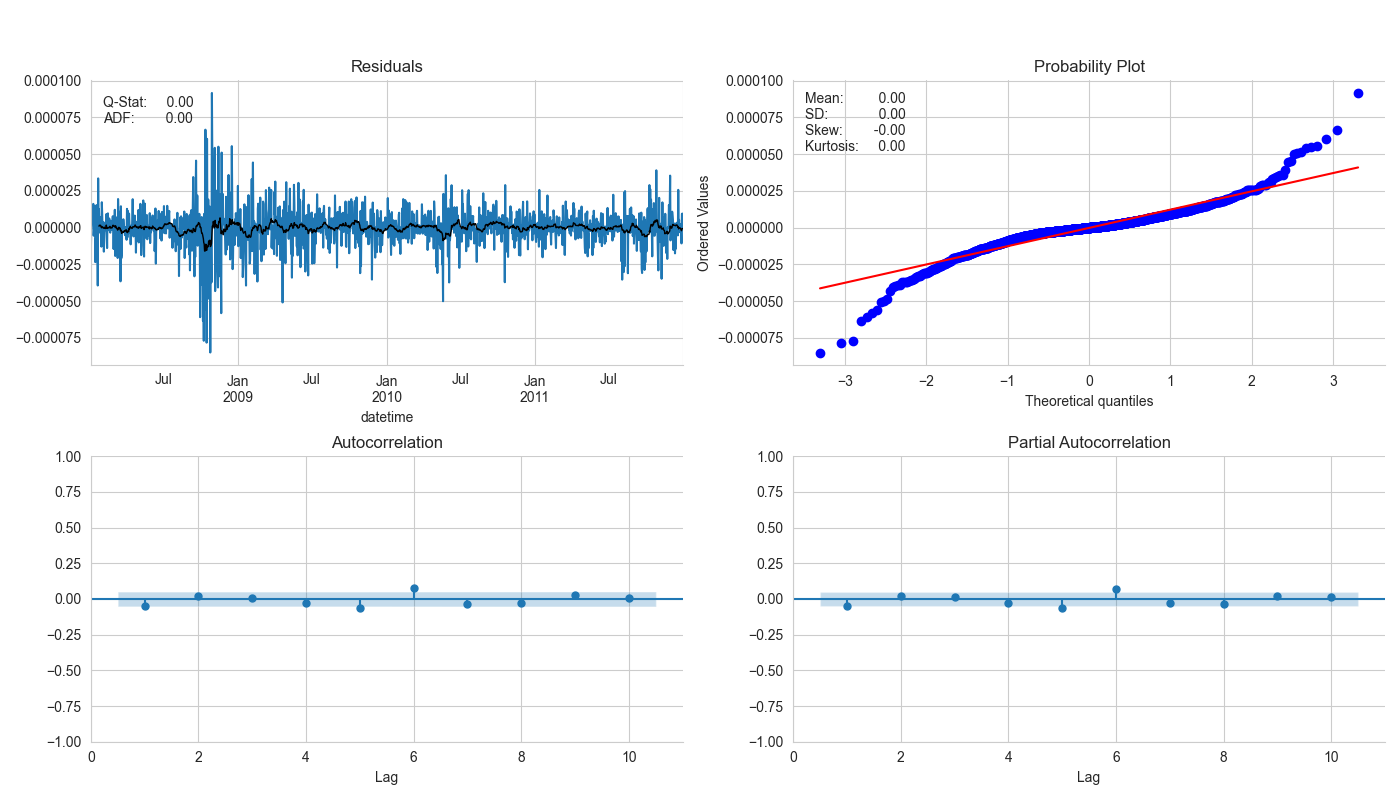 Residuals
0.000100
0.000075
0.000050
0.000025
0.000000
−0.000025
−0.000050
−0.000075
Q-Stat: 0.00
ADF: 0.00
Jul
Jan
2009
Jul
Jan
2010
Jul
Jan
2011
Jul
datetime
Probability Plot
Ordered Values
0.000100
0.000075
0.000050
0.000025
0.000000
−0.000025
−0.000050
−0.000075
Mean: 0.00
SD: 0.00
Skew: -0.00
Kurtosis: 0.00
−3 −2 −1 0 1 2 3
Theoretical quantiles
Autocorrelation
1.00
0.75
0.50
0.25
0.00
−0.25
−0.50
−0.75
−1.00
0 2 4 6 8 10
Lag
Partial Autocorrelation
1.00
0.75
0.50
0.25
0.00
−0.25
−0.50
−0.75
−1.00
0 2 4 6 8 10
Lag